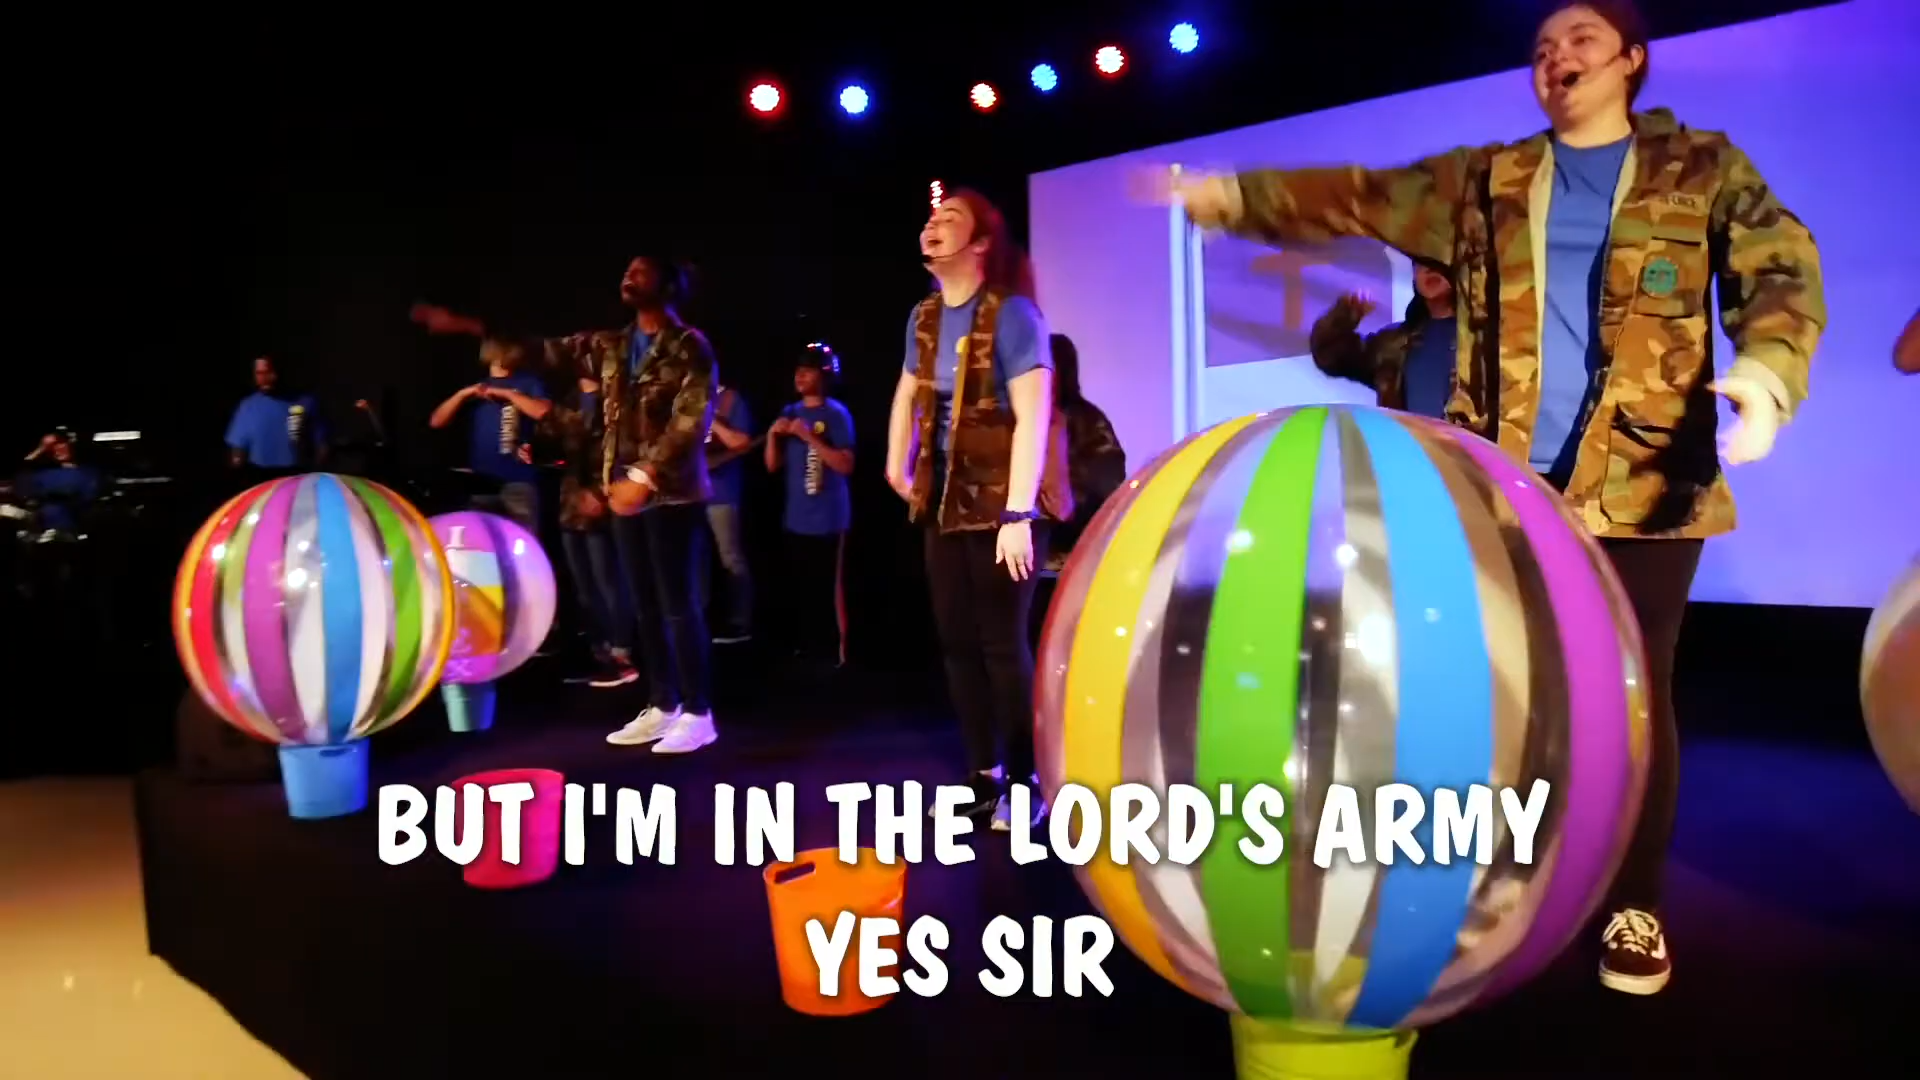 BUT I'M IN THE LORD'S ARMY
YES SIR